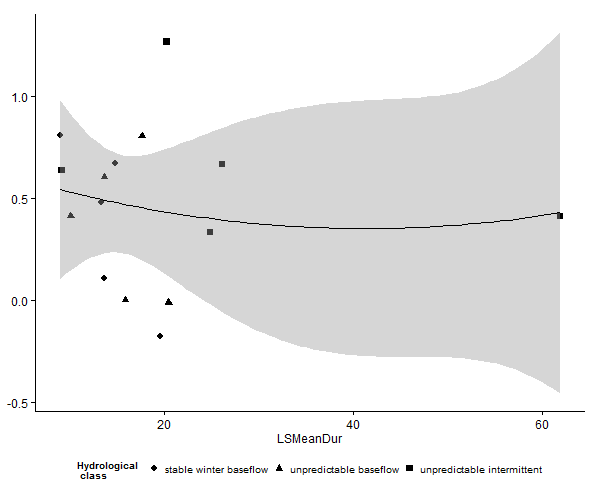 1.0
0.5
0.0
-0.5
20 40 60
LSMeanDur
Hydrological
class
stable winter baseflow unpredictable baseflow unpredictable intermittent